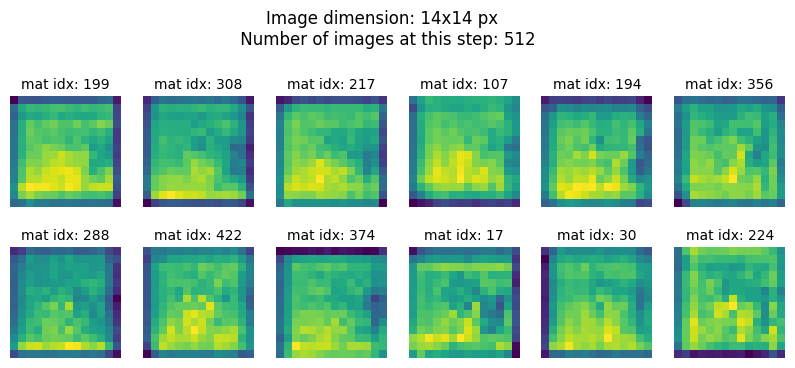 Image dimension: 14x14 px
Number of images at this step: 512
mat idx: 199
mat idx: 308
mat idx: 217
mat idx: 107
mat idx: 194
mat idx: 356
mat idx: 288
mat idx: 422
mat idx: 374
mat idx: 17
mat idx: 30
mat idx: 224